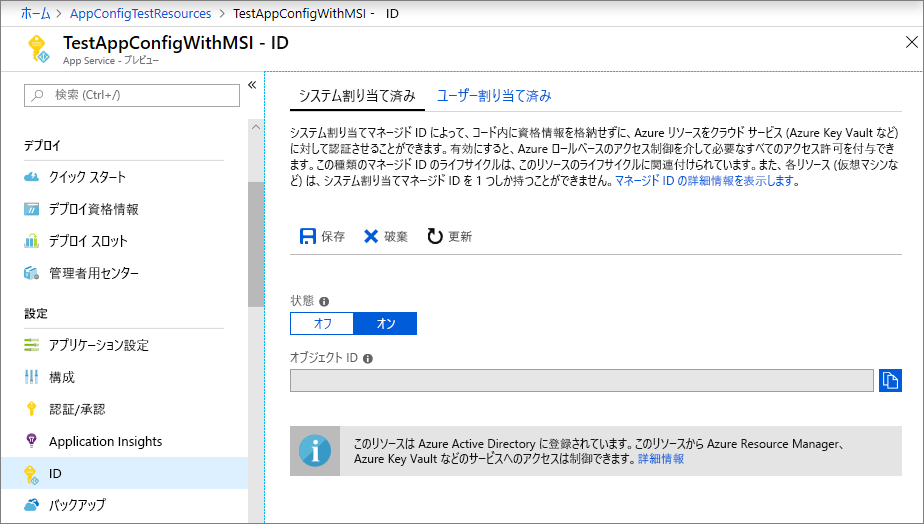 ホーム > AppConfigTestResources > TestAppConfigWithMSI - ID
TestAppConfigWithMSI - ID
App Service - プレビュー
検索 (Ctrl+/)
デプロイ
クイック スタート
デプロイ資格情報
デプロイ スロット
管理者用センター
設定
アプリケーション設定
構成
認証/承認
Application Insights
ID
バックアップ
システム割り当て済み ユーザー割り当て済み
システム割り当てマネージド ID によって、コード内に資格情報を格納せずに、Azure リソースをクラウド サービス (Azure Key Vault など)
に対して認証させることができます。有効にすると、Azure ロールベースのアクセス制御を介して必要なすべてのアクセス許可を付与でき
ます。この種類のマネージド ID のライフサイクルは、このリソースのライフサイクルに関連付けられています。また、各リソース (仮想マシンな
ど) は、システム割り当てマネージド ID を 1 つしか持つことができません。マネージド ID の詳細情報を表示します。
保存 破棄 更新
状態
オフ オン
オブジェクト ID
このリソースは Azure Active Directory に登録されています。このリソースから Azure Resource Manager、
Azure Key Vault などのサービスへのアクセスは制御できます。詳細情報